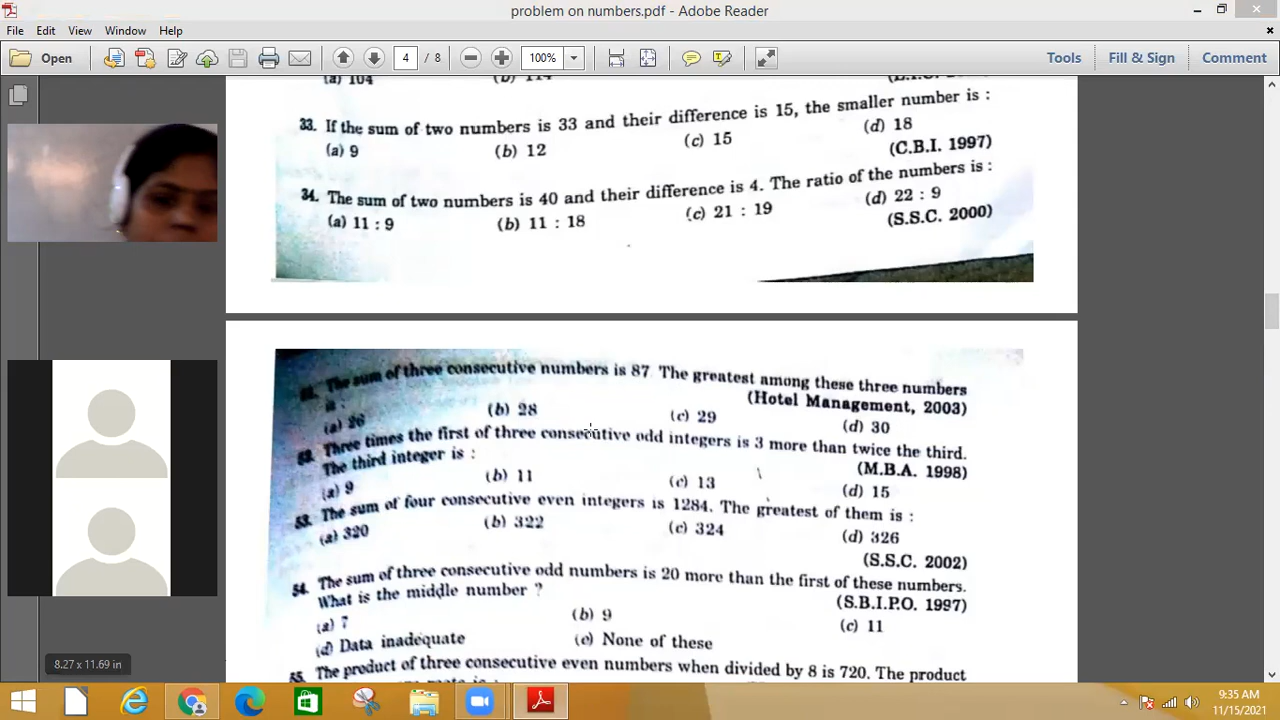 problem on numbers.pdf - Adobe Reader
File Edit View Window Help
Open 4 / 8 100% Tools Fill & Sign Comment
(a) 104 (b) 114
33. If the sum of two numbers is 33 and their difference is 15, the smaller number is :
(a) 9 (b) 12 (c) 15 (d) 18
(C.B.I. 1997)
34. The sum of two numbers is 40 and their difference is 4. The ratio of the numbers is :
(a) 11 : 9 (b) 11 : 18 (c) 21 : 19 (d) 22 : 9
(S.S.C. 2000)
The sum of three consecutive numbers is 87. The greatest among these three numbers
is : (Hotel Management, 2003)
(a) 26 (b) 28 (c) 29 (d) 30
Three times the first of three consecutive odd integers is 3 more than twice the third.
The third integer is : (M.B.A. 1998)
(a) 9 (b) 11 (c) 13 (d) 15
53. The sum of four consecutive even integers is 1284. The greatest of them is :
(a) 320 (b) 322 (c) 324 (d) 326
(S.S.C. 2002)
54. The sum of three consecutive odd numbers is 20 more than the first of these numbers.
What is the middle number ? (S.B.I.P.O. 1997)
(a) 7 (b) 9 (c) 11
(d) Data inadequate (e) None of these
55. The product of three consecutive even numbers when divided by 8 is 720. The product
8.27 x 11.69 in
9:35 AM
11/15/2021